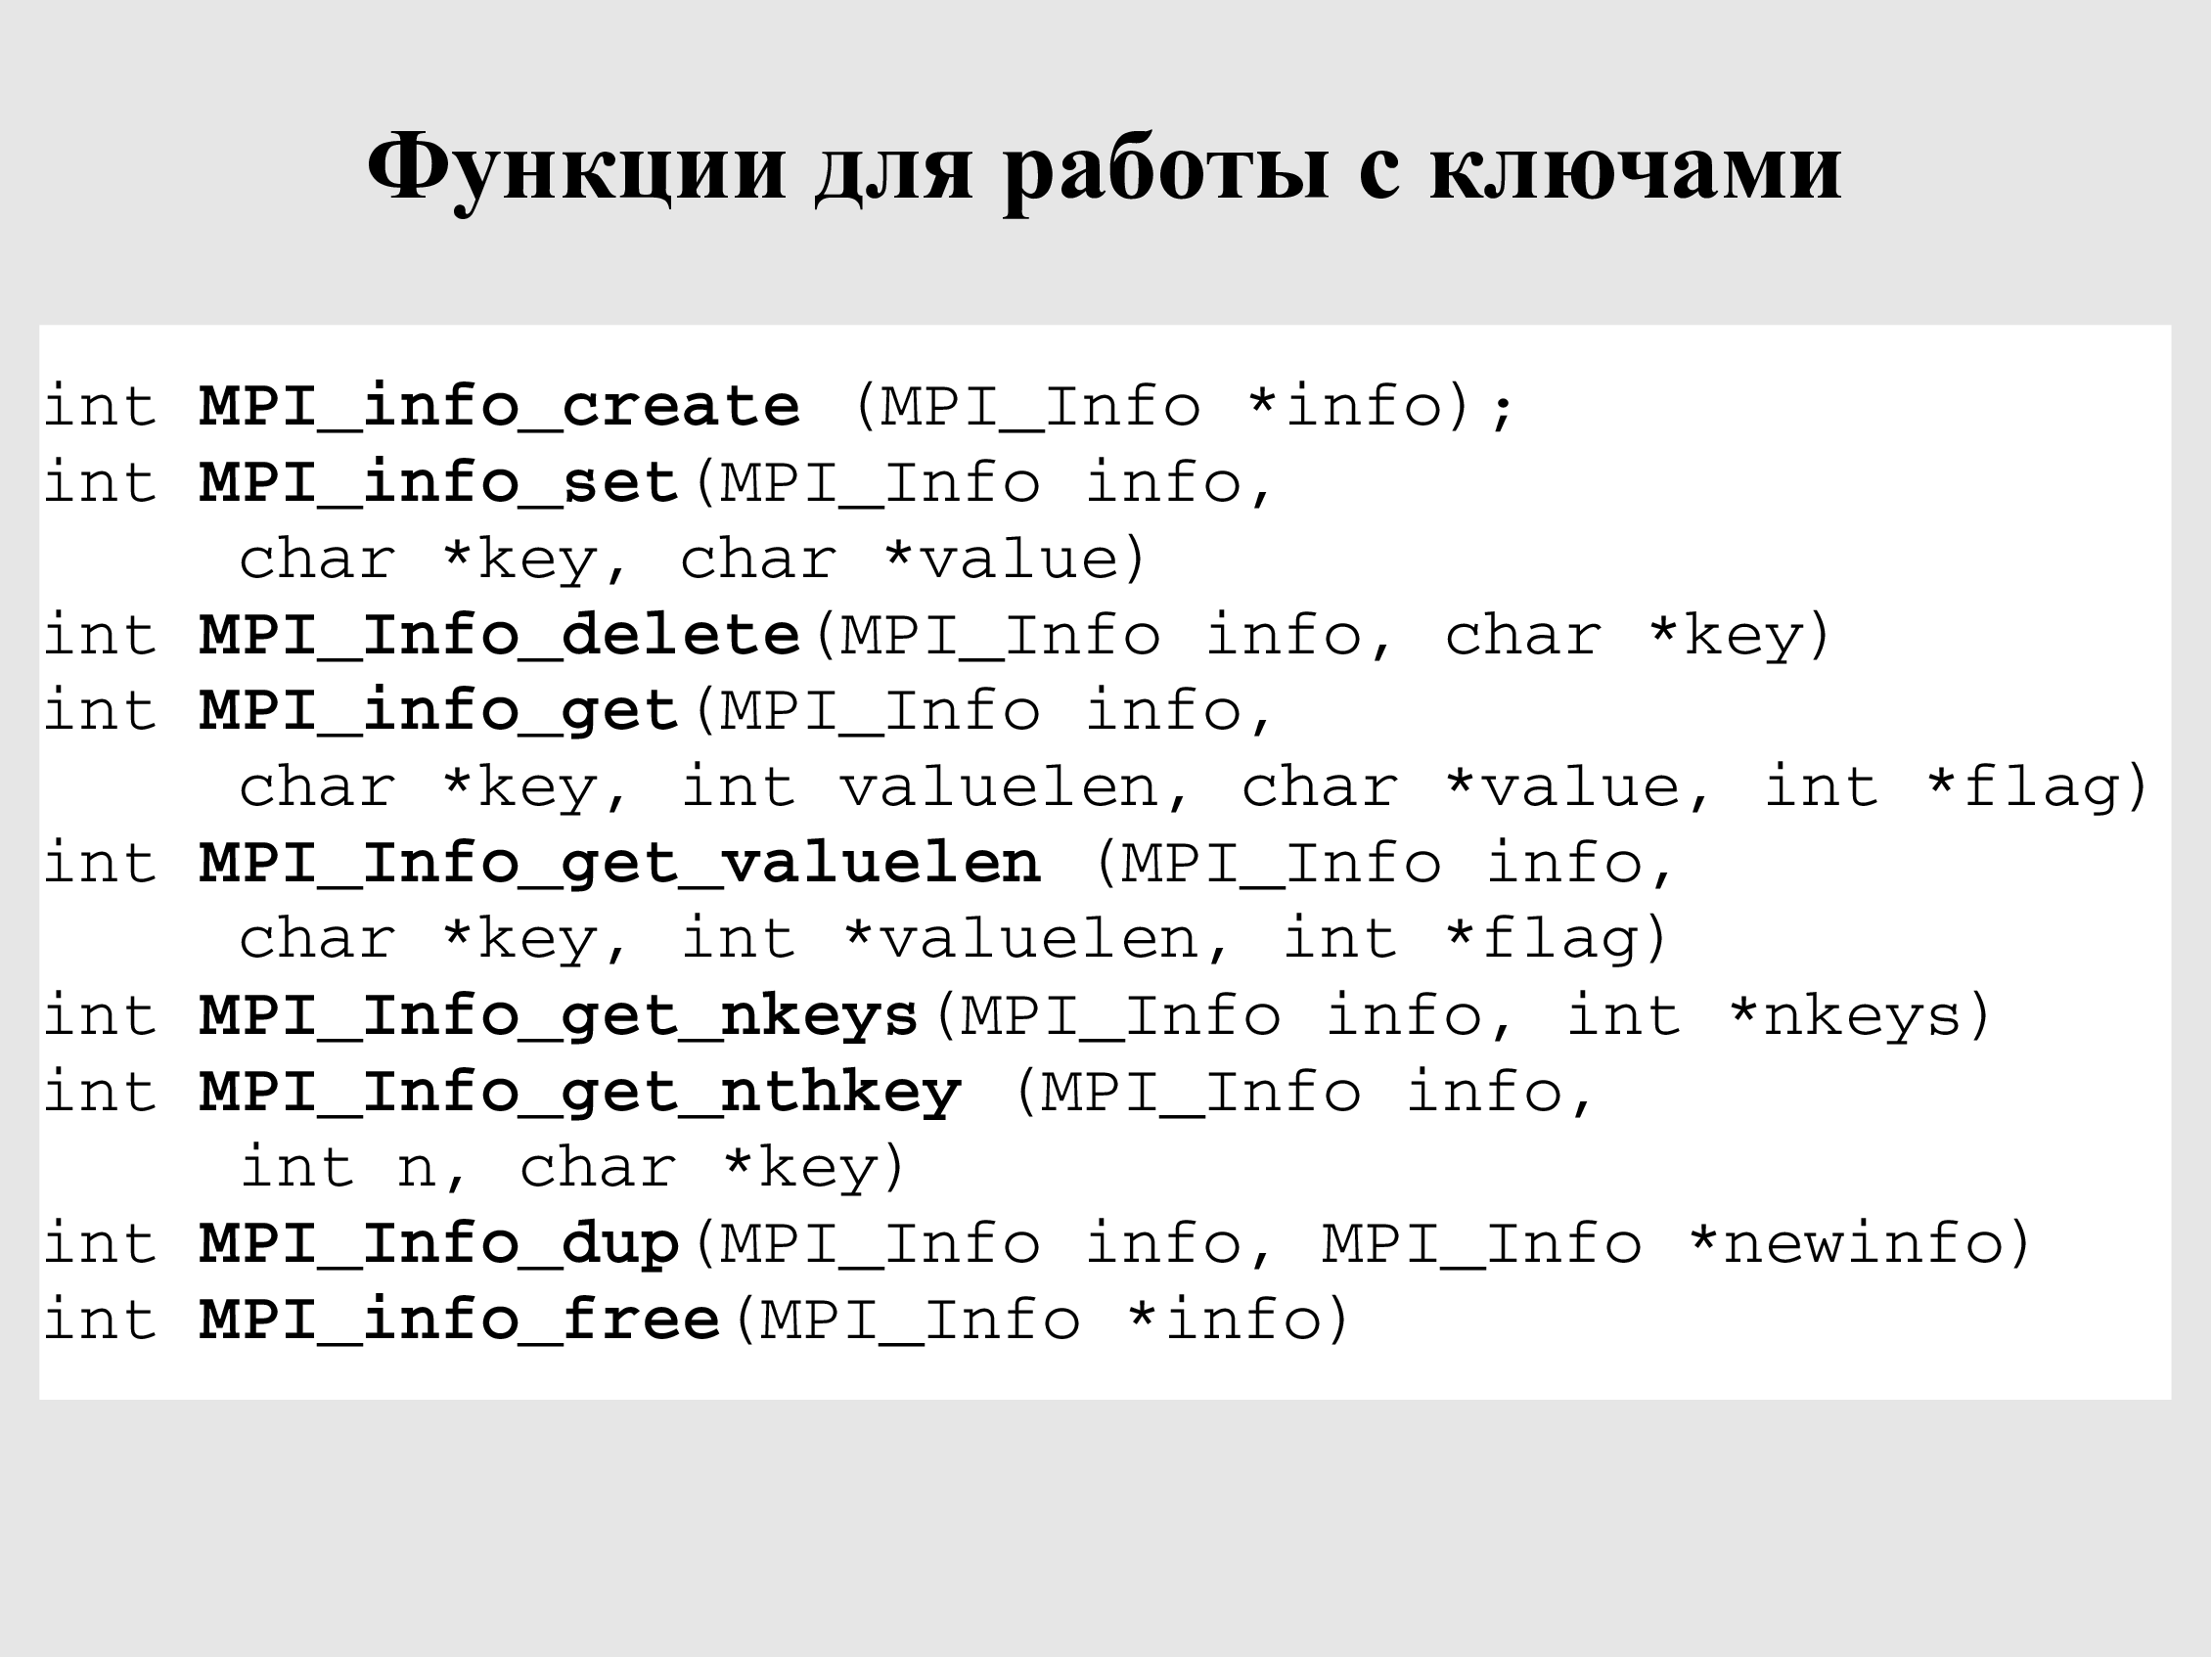 Функции для работы с ключами
int MPI_info_create (MPI_Info *info);
int MPI_info_set(MPI_Info info,
char *key, char *value)
int MPI_Info_delete(MPI_Info info, char *key)
int MPI_info_get(MPI_Info info,
char *key, int valuelen, char *value, int *flag)
int MPI_Info_get_valuelen (MPI_Info info,
char *key, int *valuelen, int *flag)
int MPI_Info_get_nkeys(MPI_Info info, int *nkeys)
int MPI_Info_get_nthkey (MPI_Info info,
int n, char *key)
int MPI_Info_dup(MPI_Info info, MPI_Info *newinfo)
int MPI_info_free(MPI_Info *info)